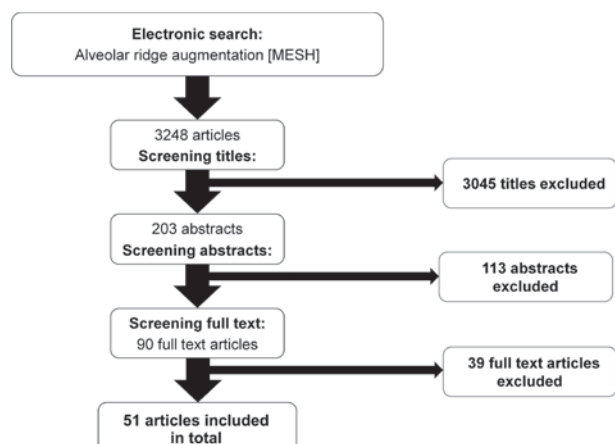 Electronic search:
Alveolar ridge augmentation [MESH]
3248 articles
Screening titles:
3045 titles excluded
203 abstracts
Screening abstracts:
113 abstracts
excluded
Screening full text:
90 full text articles
39 full text articles
excluded
51 articles included
in total